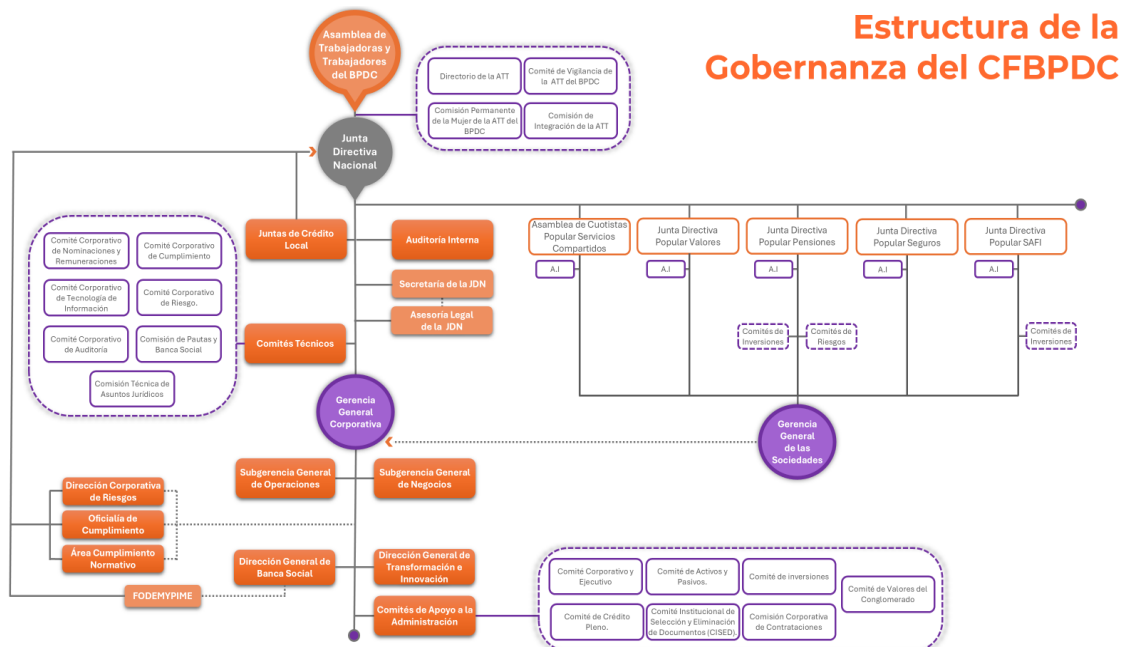 Estructura de la
Gobernanza del CFBPDC
Asamblea de
Trabajadoras y
Trabajadores
del BPDC
Directorio de la ATT
Comité de Vigilancia de
la ATT del BPDC
Comisión Permanente
de la Mujer de la ATT del
BPDC
Comisión de
Integración de la ATT
Junta
Directiva
Nacional
Juntas de Crédito
Local
Auditoría Interna
Secretaría de la JDN
Asesoría Legal
de la JDN
Comités Técnicos
Comité Corporativo
de Nominaciones y
Remuneraciones
Comité Corporativo
de Cumplimiento
Comité Corporativo
de Tecnología de
Información
Comité Corporativo
de Riesgo.
Comité Corporativo
de Auditoría
Comisión de Pautas y
Banca Social
Comisión Técnica de
Asuntos Jurídicos
Asamblea de Cuotistas
Popular Servicios
Compartidos
Junta Directiva
Popular Valores
Junta Directiva
Popular Pensiones
Junta Directiva
Popular Seguros
Junta Directiva
Popular SAFI
A.I
A.I
A.I
A.I
A.I
Comités de
Inversiones
Comités de
Riesgos
Comités de
Inversiones
Gerencia
General
Corporativa
Gerencia
General
de las
Sociedades
Subgerencia General
de Operaciones
Subgerencia General
de Negocios
Dirección Corporativa
de Riesgos
Oficialía de
Cumplimiento
Área Cumplimiento
Normativo
Dirección General de
Banca Social
Dirección General de
Transformación e
Innovación
FODEMYPIME
Comités de Apoyo a la
Administración
Comité Corporativo y
Ejecutivo
Comité de Activos y
Pasivos.
Comité de inversiones
Comité de Valores del
Conglomerado
Comité de Crédito
Pleno.
Comité Institucional de
Selección y Eliminación
de Documentos (CISED).
Comisión Corporativa
de Contrataciones